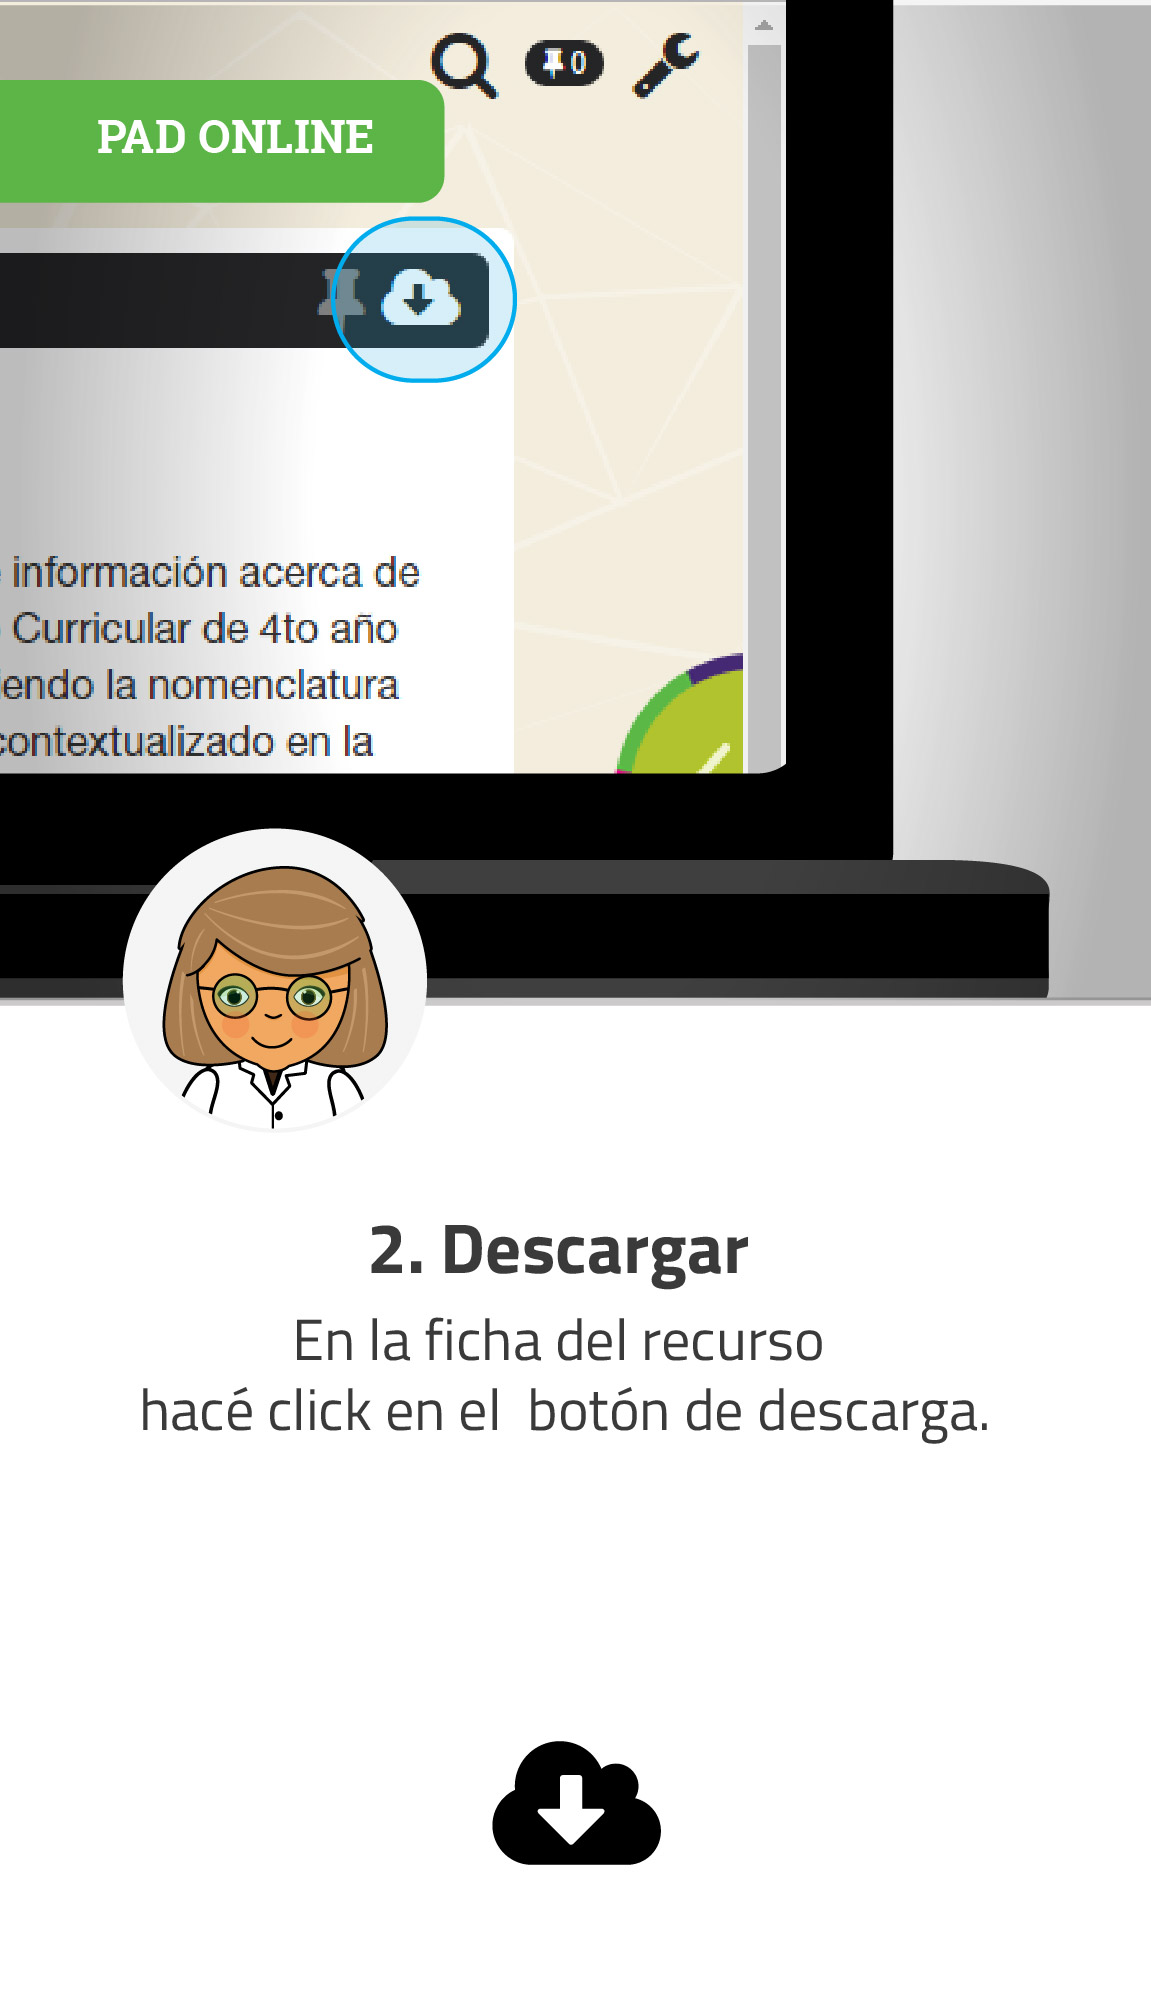 0
PAD ONLINE
información acerca de
Curricular de 4to año
iendo la nomenclatura
contextualizado en la
2. Descargar
En la ficha del recurso
hacé click en el botón de descarga.